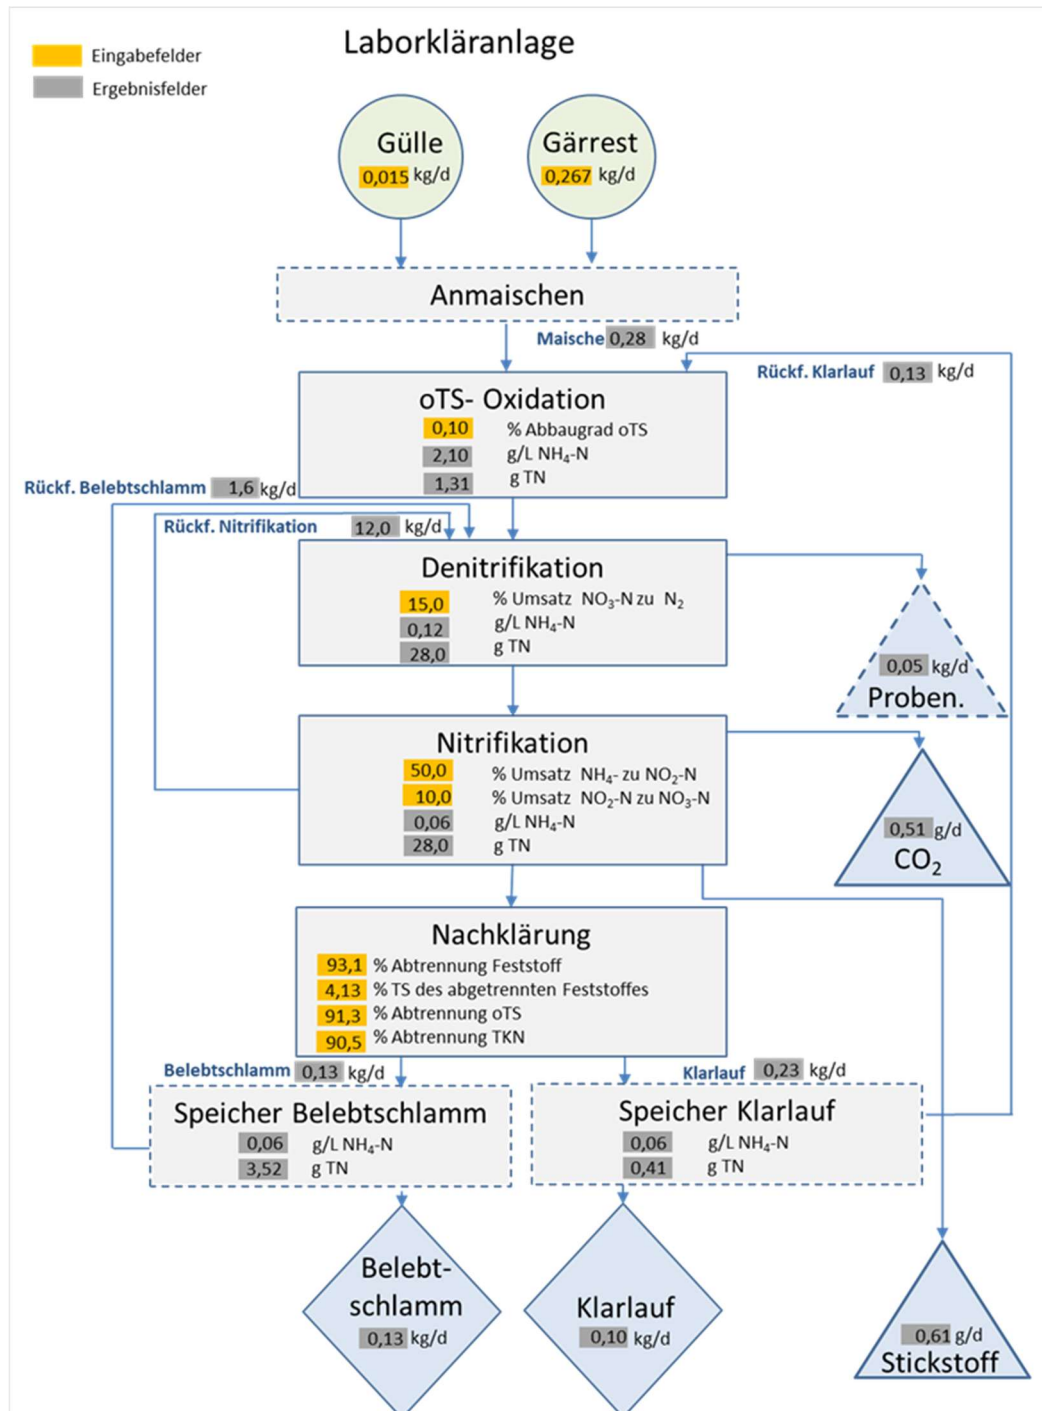 Laborkläranlage
Eingabefelder
Ergebnisfelder
Gülle
0,015 kg/d
Gärrest
0,267 kg/d
Anmaischen
Maische 0,28 kg/d
Rückf. Klarlauf 0,13 kg/d
oTS- Oxidation
0,10 % Abbaugrad oTS
2,10 g/L NH₄-N
1,31 g TN
Rückf. Belebtschlamm 1,6 kg/d
Rückf. Nitrifikation 12,0 kg/d
Denitrifikation
15,0 % Umsatz NO₃-N zu N₂
0,12 g/L NH₄-N
28,0 g TN
0,05 kg/d
Proben.
Nitrifikation
50,0 % Umsatz NH₄- zu NO₂-N
10,0 % Umsatz NO₂-N zu NO₃-N
0,06 g/L NH₄-N
28,0 g TN
0,51 g/d
CO₂
Nachklärung
93,1 % Abtrennung Feststoff
4,13 % TS des abgetrennten Feststoffes
91,3 % Abtrennung oTS
90,5 % Abtrennung TKN
Belebtschlamm 0,13 kg/d
Klarlauf 0,23 kg/d
Speicher Belebtschlamm
0,06 g/L NH₄-N
3,52 g TN
Speicher Klarlauf
0,06 g/L NH₄-N
0,41 g TN
Belebt-
schlamm
0,13 kg/d
Klarlauf
0,10 kg/d
0,61 g/d
Stickstoff